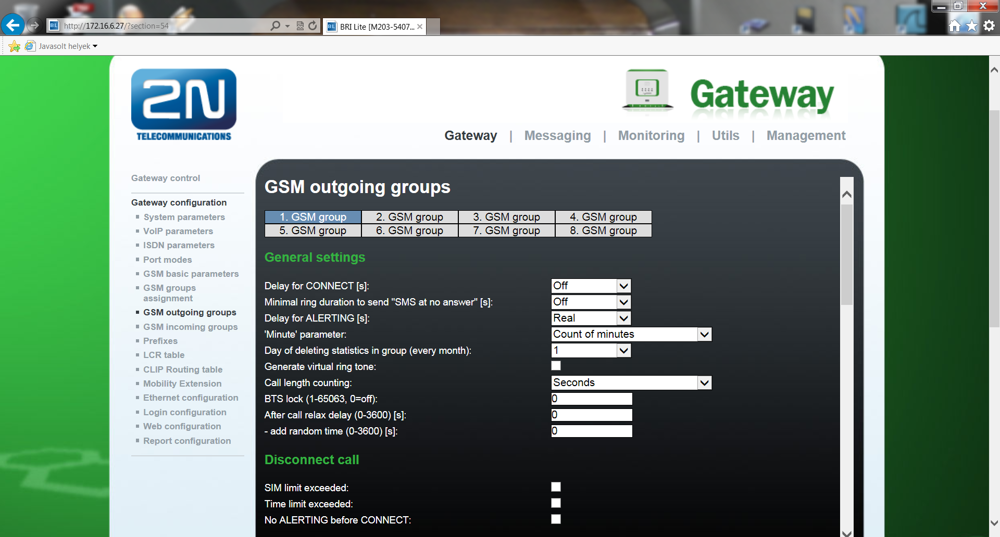 http://172.16.6.27/?section=54
BL
BL BRI Lite [M203-5407...
Javasolt helyek
2N
TELECOMMUNICATIONS
Gateway
Gateway | Messaging | Monitoring | Utils | Management
Gateway control
Gateway configuration
System parameters
VoIP parameters
ISDN parameters
Port modes
GSM basic parameters
GSM groups
assignment
GSM outgoing groups
GSM incoming groups
Prefixes
LCR table
CLIP Routing table
Mobility Extension
Ethernet configuration
Login configuration
Web configuration
Report configuration
GSM outgoing groups
1. GSM group 2. GSM group 3. GSM group 4. GSM group
5. GSM group 6. GSM group 7. GSM group 8. GSM group
General settings
Delay for CONNECT [s]: Off
Minimal ring duration to send "SMS at no answer" [s]: Off
Delay for ALERTING [s]: Real
'Minute' parameter: Count of minutes
Day of deleting statistics in group (every month): 1
Generate virtual ring tone:
Call length counting: Seconds
BTS lock (1-65063, 0=off): 0
After call relax delay (0-3600) [s]: 0
- add random time (0-3600) [s]: 0
Disconnect call
SIM limit exceeded:
Time limit exceeded:
No ALERTING before CONNECT: